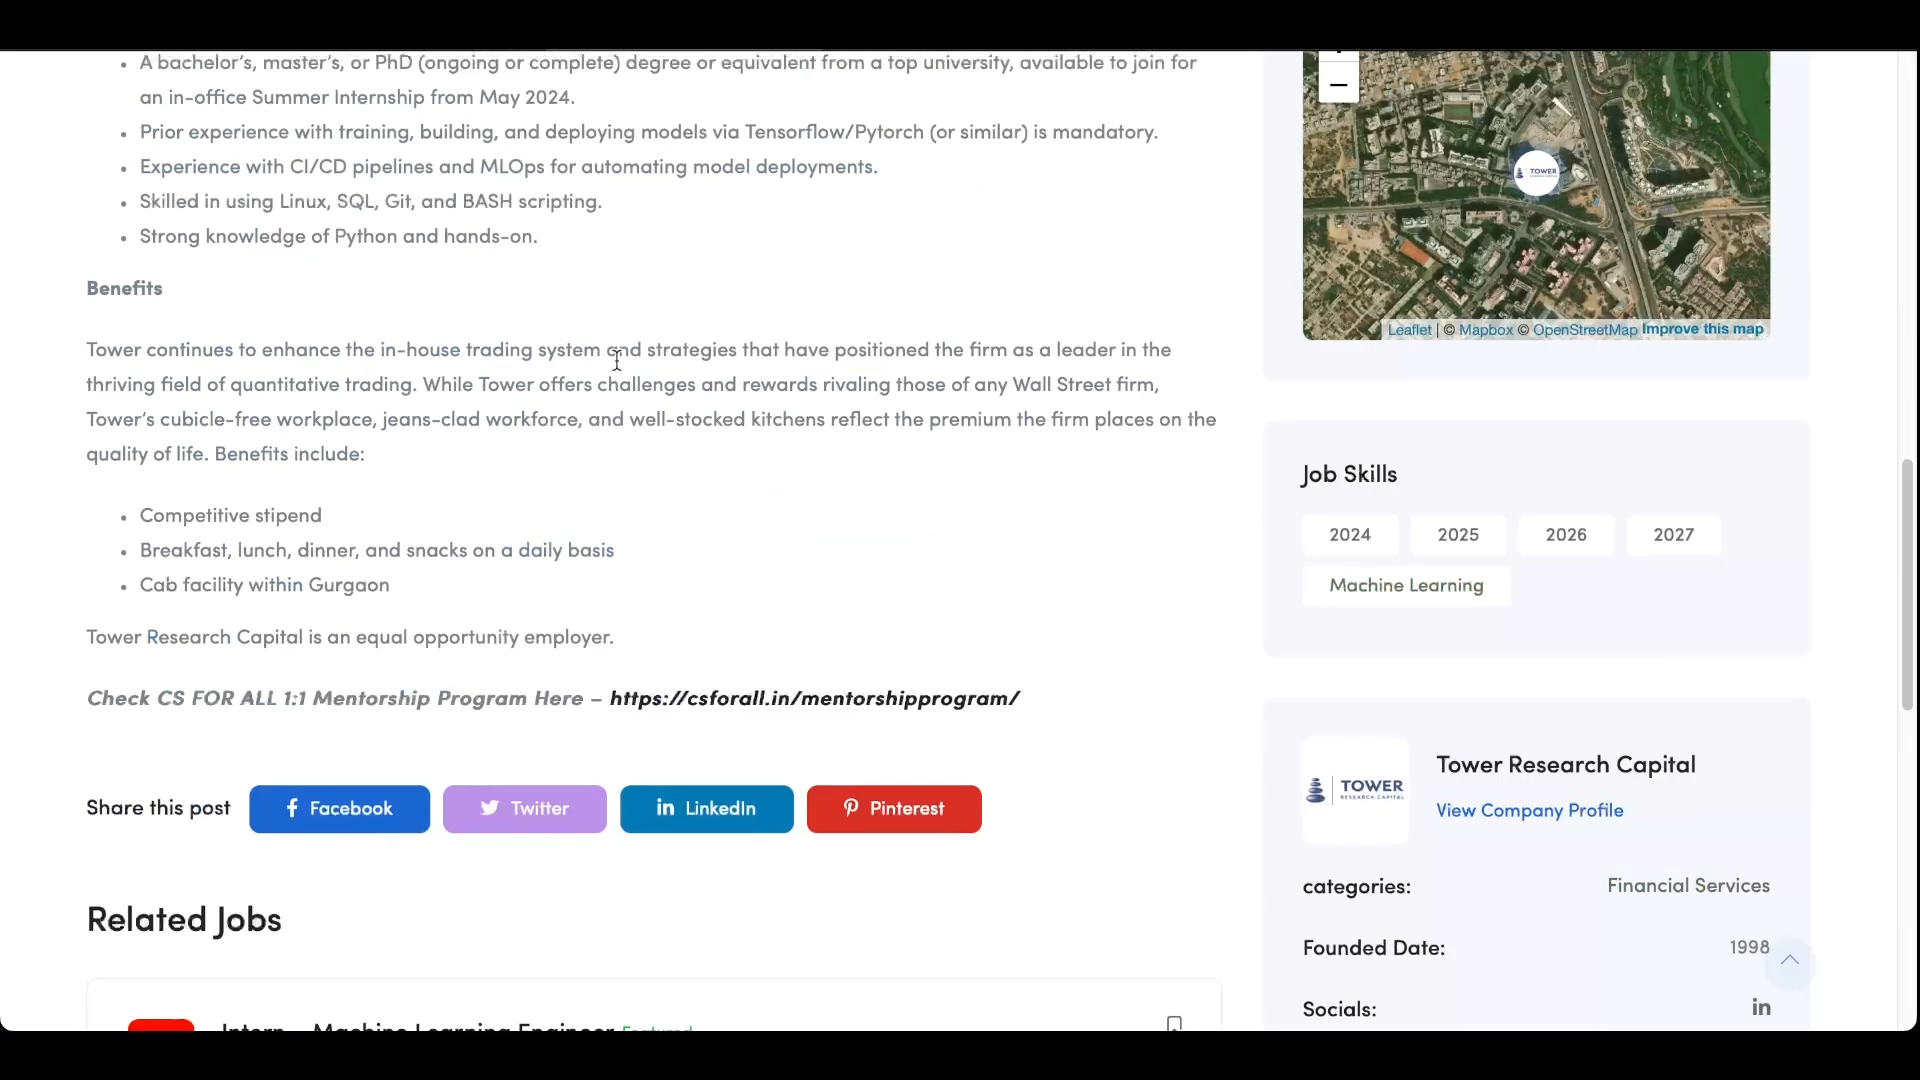 A bachelor's, master's, or PhD (ongoing or complete) degree or equivalent from a top university, available to join for
an in-office Summer Internship from May 2024.
Prior experience with training, building, and deploying models via Tensorflow/Pytorch (or similar) is mandatory.
Experience with CI/CD pipelines and MLOps for automating model deployments.
Skilled in using Linux, SQL, Git, and BASH scripting.
Strong knowledge of Python and hands-on.
Benefits
Tower continues to enhance the in-house trading system and strategies that have positioned the firm as a leader in the
thriving field of quantitative trading. While Tower offers challenges and rewards rivaling those of any Wall Street firm,
Tower's cubicle-free workplace, jeans-clad workforce, and well-stocked kitchens reflect the premium the firm places on the
quality of life. Benefits include:
Competitive stipend
Breakfast, lunch, dinner, and snacks on a daily basis
Cab facility within Gurgaon
Tower Research Capital is an equal opportunity employer.
Check CS FOR ALL 1:1 Mentorship Program Here – https://csforall.in/mentorshipprogram/
Share this post
Facebook
Twitter
LinkedIn
Pinterest
Related Jobs
Intern – Machine Learning Engineer Featured
TOWER
Leaflet | © Mapbox © OpenStreetMap Improve this map
Job Skills
2024
2025
2026
2027
Machine Learning
TOWER
RESEARCH CAPITAL
Tower Research Capital
View Company Profile
categories:
Financial Services
Founded Date:
1998
Socials:
in